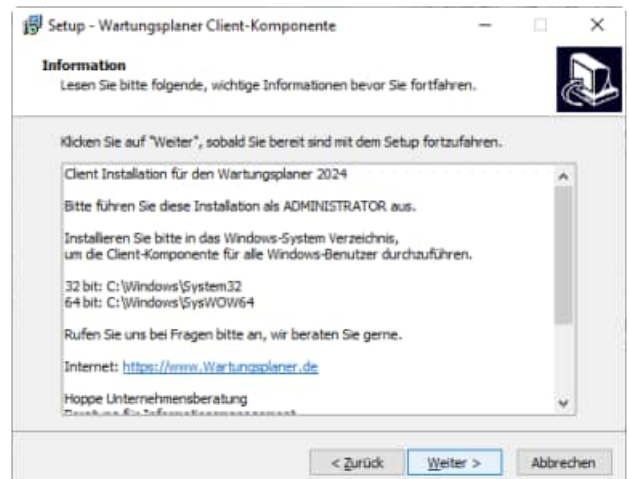 Setup - Wartungsplaner Client-Komponente
Information
Lesen Sie bitte folgende, wichtige Informationen bevor Sie fortfahren.
Klicken Sie auf "Weiter", sobald Sie bereit sind mit dem Setup fortzufahren.
Client Installation für den Wartungsplaner 2024
Bitte führen Sie diese Installation als ADMINISTRATOR aus.
Installieren Sie bitte in das Windows-System Verzeichnis,
um die Client-Komponente für alle Windows-Benutzer durchzuführen.
32 bit: C:\Windows\System32
64 bit: C:\Windows\SysWOW64
Rufen Sie uns bei Fragen bitte an, wir beraten Sie gerne.
Internet: https://www.Wartungsplaner.de
Hoppe Unternehmensberatung
Beratung für Informationsmanagement
< Zurück
Weiter >
Abbrechen